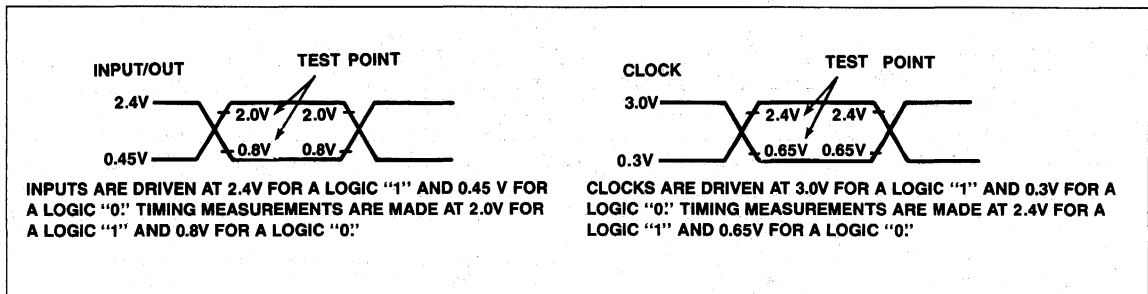 INPUT/OUT
TEST POINT
2.4V
2.0V 2.0V
0.8V 0.8V
0.45V
INPUTS ARE DRIVEN AT 2.4V FOR A LOGIC “1” AND 0.45 V FOR
A LOGIC “0.” TIMING MEASUREMENTS ARE MADE AT 2.0V FOR
A LOGIC “1” AND 0.8V FOR A LOGIC “0.”
CLOCK
TEST POINT
3.0V
2.4V 2.4V
0.65V 0.65V
0.3V
CLOCKS ARE DRIVEN AT 3.0V FOR A LOGIC “1” AND 0.3V FOR A
LOGIC “0.” TIMING MEASUREMENTS ARE MADE AT 2.4V FOR A
LOGIC “1” AND 0.65V FOR A LOGIC “0.”